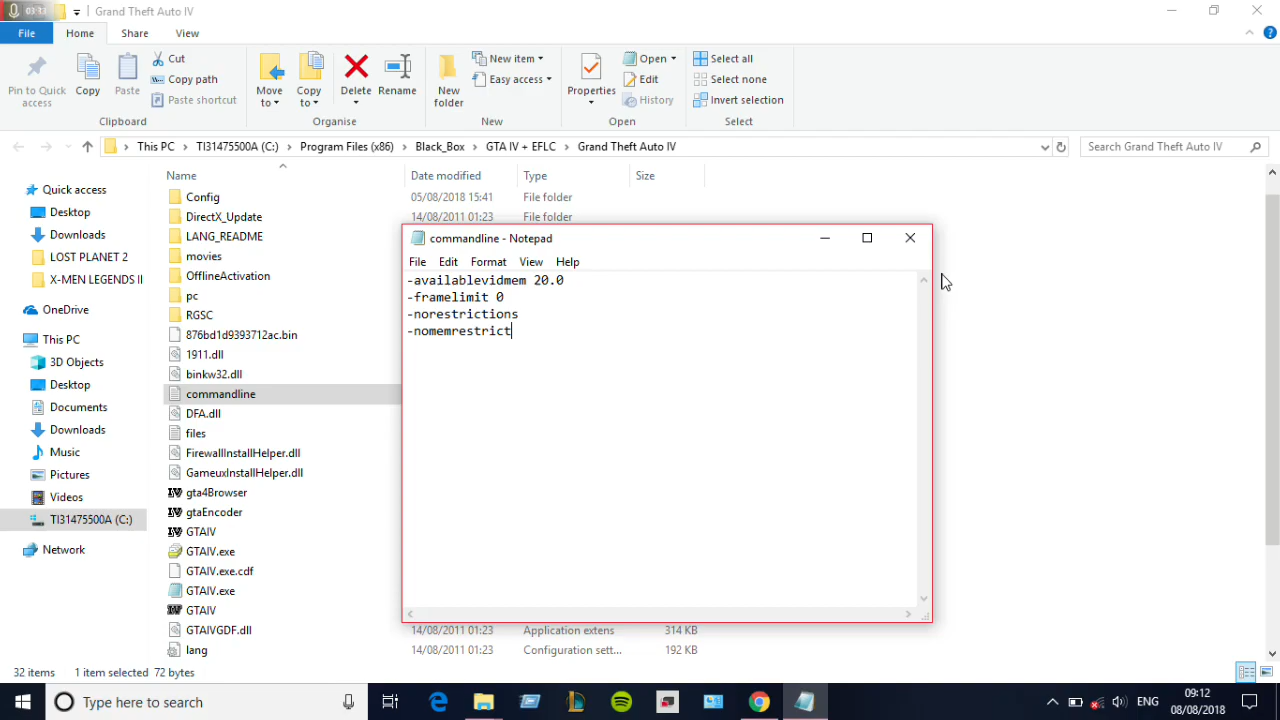 03:33
Grand Theft Auto IV
File Home Share View
Pin to Quick access
Copy
Paste
Cut
Copy path
Paste shortcut
Clipboard
Move to
Copy to
Delete
Rename
Organise
New folder
New item
Easy access
New
Properties
Open
Edit
History
Open
Select all
Select none
Invert selection
Select
This PC TI31475500A (C:) Program Files (x86) Black_Box GTA IV + EFLC Grand Theft Auto IV
Search Grand Theft Auto IV
Quick access
Desktop
Downloads
LOST PLANET 2
X-MEN LEGENDS II
OneDrive
This PC
3D Objects
Desktop
Documents
Downloads
Music
Pictures
Videos
TI31475500A (C:)
Network
Name Date modified Type Size
Config 05/08/2018 15:41 File folder
DirectX_Update 14/08/2011 01:23 File folder
LANG_README
movies
OfflineActivation
pc
RGSC
876bd1d9393712ac.bin
1911.dll
binkw32.dll
commandline
DFA.dll
files
FirewallInstallHelper.dll
GameuxInstallHelper.dll
gta4Browser
gtaEncoder
GTAIV
GTAIV.exe
GTAIV.exe.cdf
GTAIV.exe
GTAIV
GTAIVGDF.dll 14/08/2011 01:23 Application extens 314 KB
lang 14/08/2011 01:23 Configuration sett... 192 KB
commandline - Notepad
File Edit Format View Help
-availablevidmem 20.0
-framelimit 0
-norestrictions
-nomemrestrict
32 items 1 item selected 72 bytes
Type here to search
ENG
09:12
08/08/2018